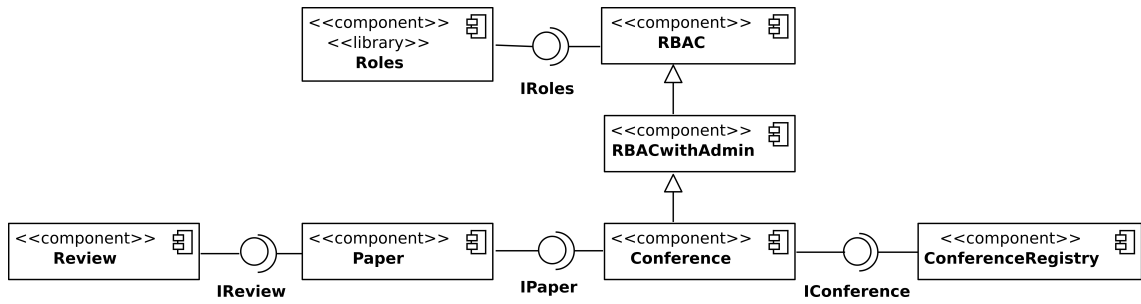 <<component>>
<<library>>
Roles
IRoles
<<component>>
RBAC
<<component>>
RBACwithAdmin
<<component>>
Review
IReview
<<component>>
Paper
IPaper
<<component>>
Conference
IConference
<<component>>
ConferenceRegistry